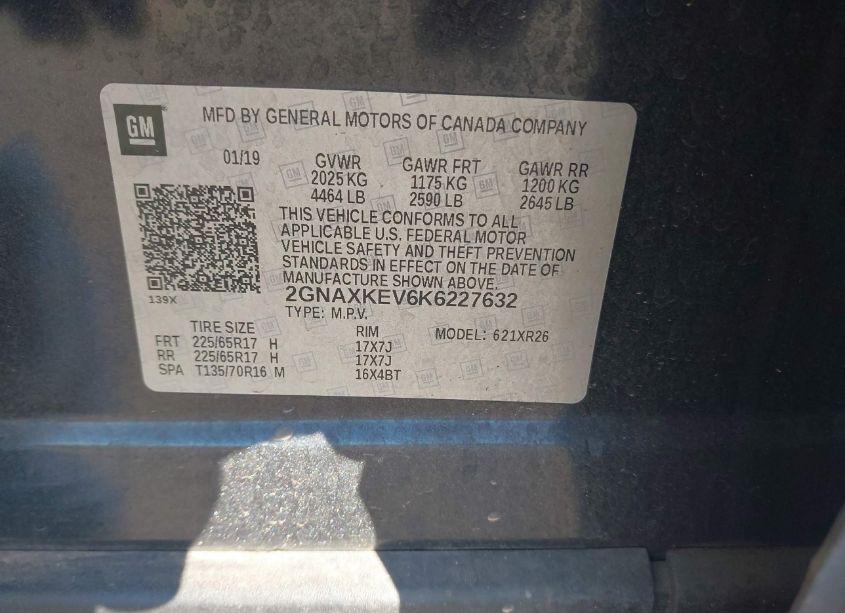 GM
MFD BY GENERAL MOTORS OF CANADA COMPANY
01/19
GVWR GAWR FRT GAWR RR
2025 KG 1175 KG 1200 KG
4464 LB 2590 LB 2645 LB
THIS VEHICLE CONFORMS TO ALL
APPLICABLE U.S. FEDERAL MOTOR
VEHICLE SAFETY AND THEFT PREVENTION
STANDARDS IN EFFECT ON THE DATE OF
MANUFACTURE SHOWN ABOVE.
139X
2GNAXKEV6K6227632
TYPE: M.P.V.
TIRE SIZE RIM MODEL: 621XR26
FRT 225/65R17 H 17X7J
RR 225/65R17 H 17X7J
SPA T135/70R16 M 16X4BT